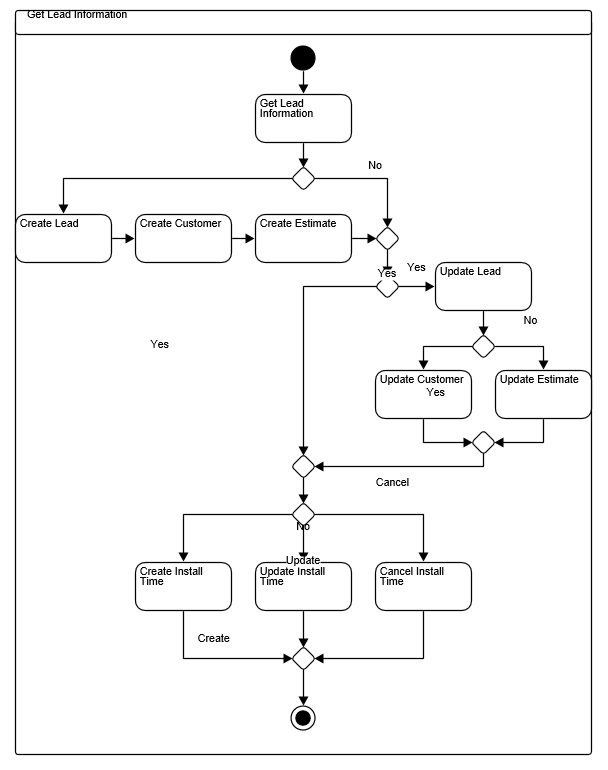 Get Lead Information
Get Lead
Information
No
Create Lead
Create Customer
Create Estimate
Yes
Yes
Update Lead
No
Yes
Update Customer
Update Estimate
Yes
Cancel
No
Update
Create Install
Time
Update Install
Time
Cancel Install
Time
Create